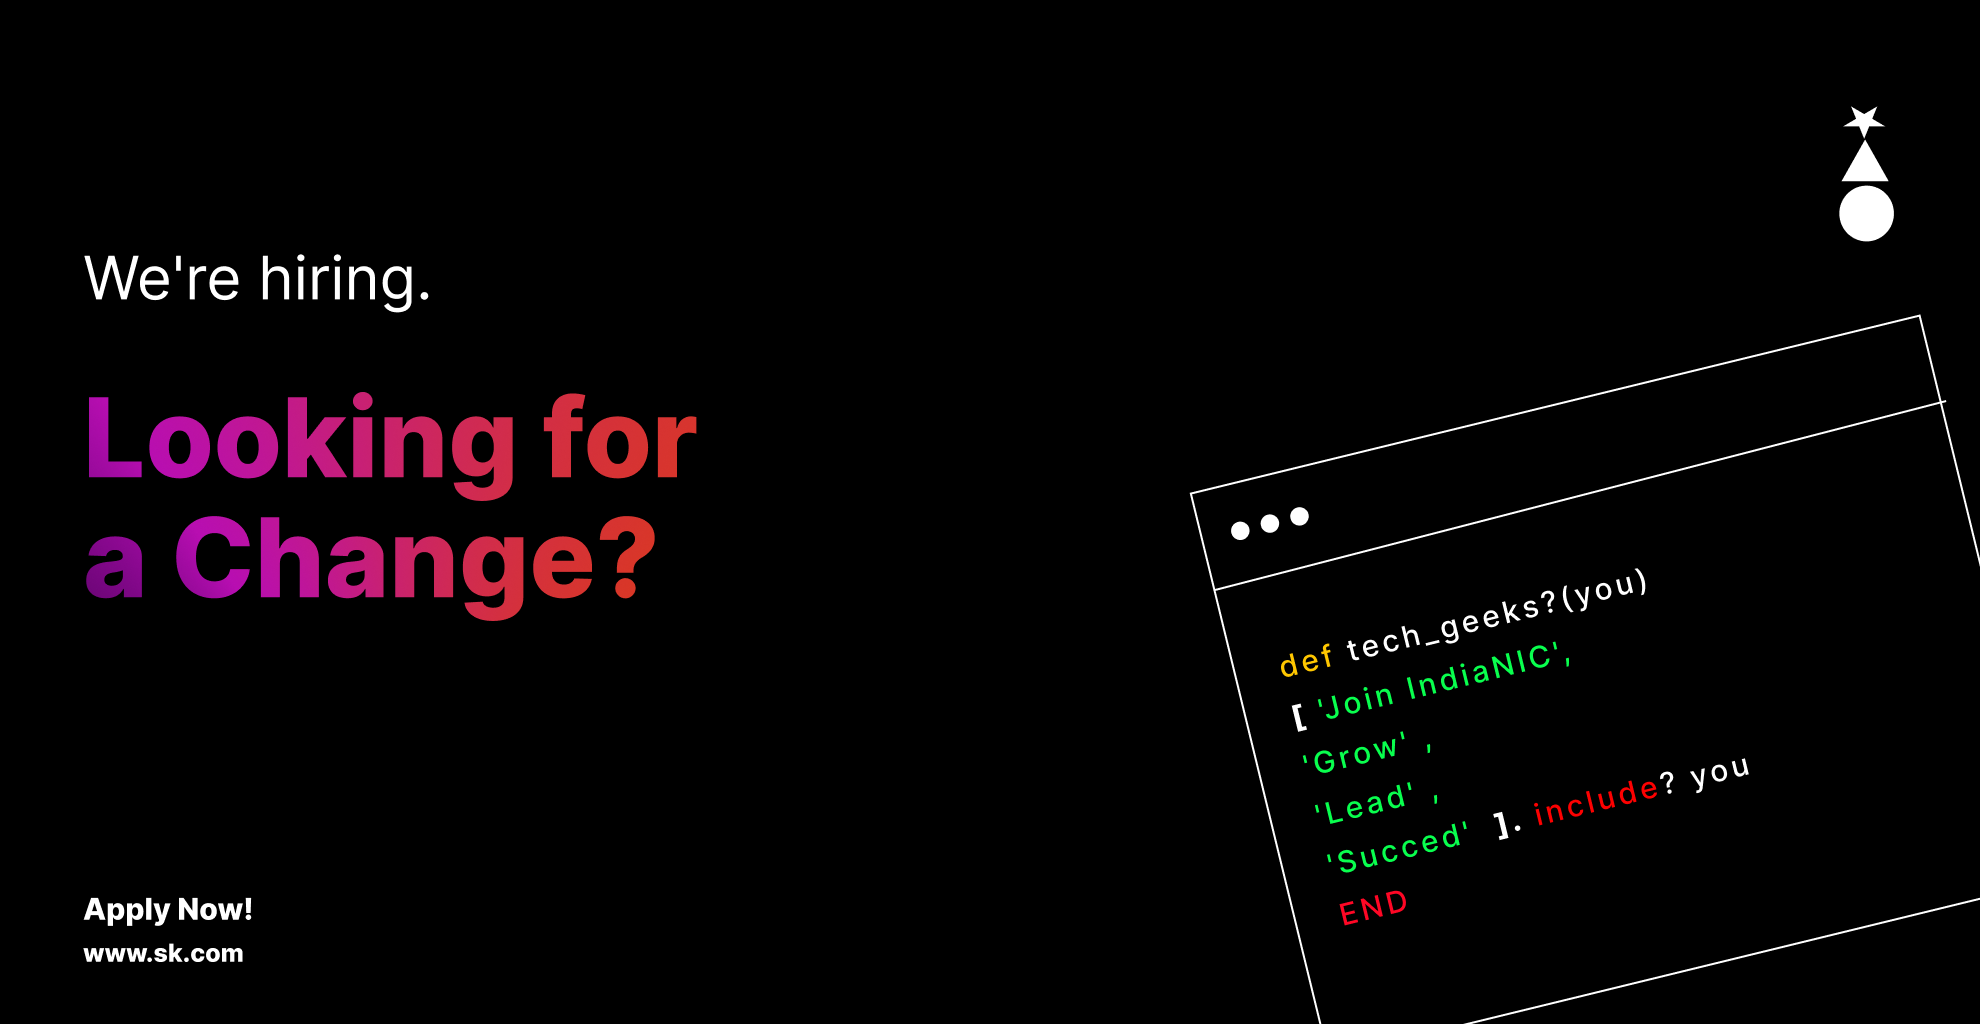 We're hiring.
Looking for
a Change?
Apply Now!
www.sk.com
def tech_geeks?(you)
[ 'Join IndiaNIC',
'Grow' ,
'Lead' ,
'Succed' ]. include? you
END